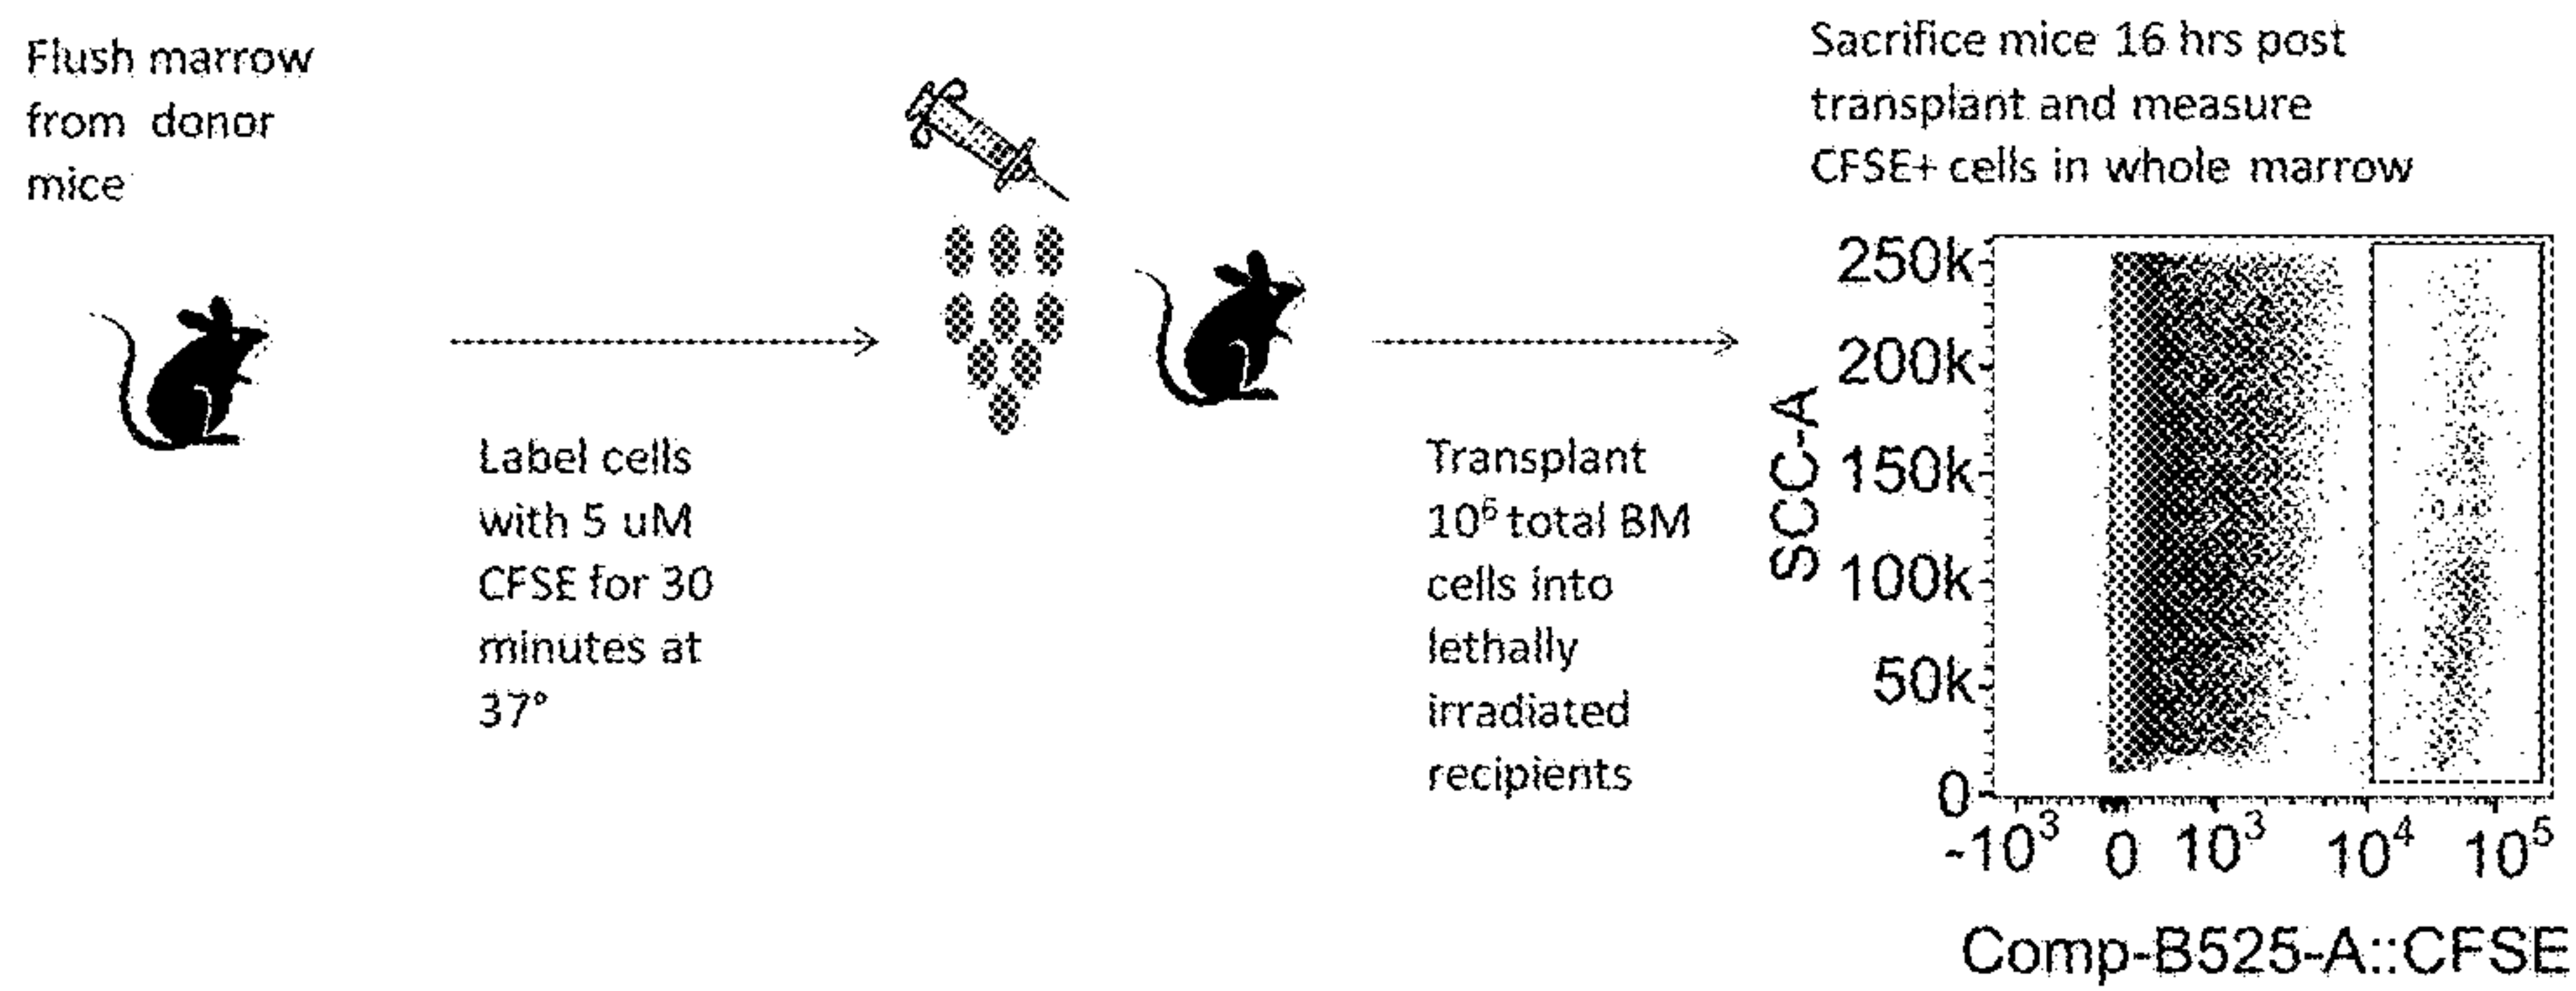 Flush marrow
from donor
mice
Label cells
with 5 uM
CFSE for 30
minutes at
37°
Transplant
10⁶ total BM
cells into
lethally
irradiated
recipients
Sacrifice mice 16 hrs post
transplant and measure
CFSE+ cells in whole marrow
SCC-A
250k
200k
150k
100k
50k
0
-10³ 0 10³ 10⁴ 10⁵
Comp-B525-A::CFSE